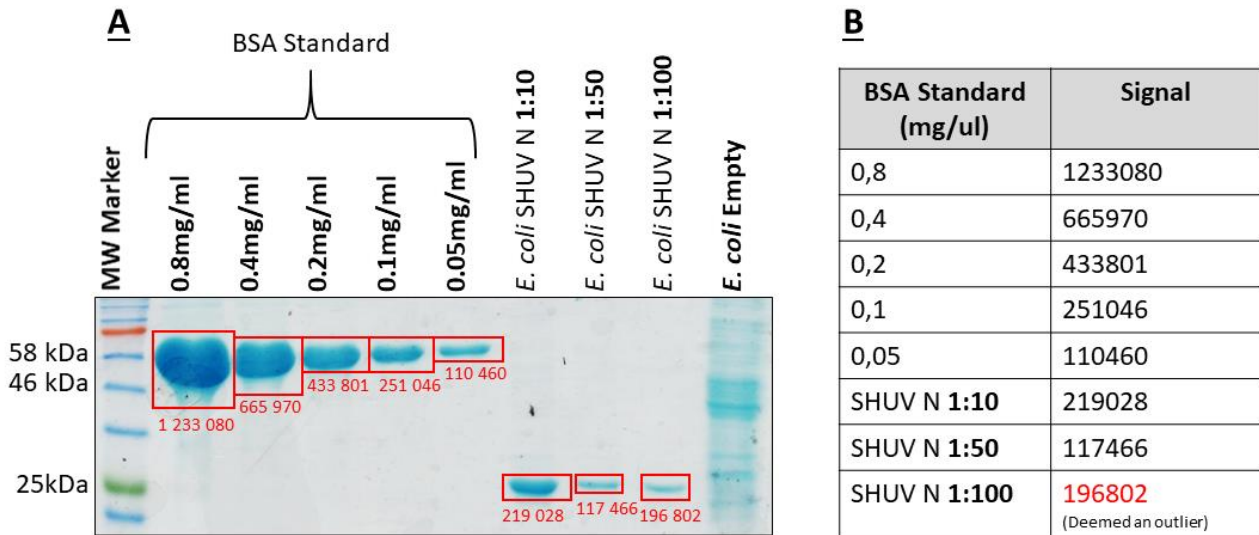 A
BSA Standard
MW Marker
0.8mg/ml
0.4mg/ml
0.2mg/ml
0.1mg/ml
0.05mg/ml
E. coli SHUV N 1:10
E. coli SHUV N 1:50
E. coli SHUV N 1:100
E. coli Empty
58 kDa
46 kDa
25kDa
1 233 080
665 970
433 801
251 046
110 460
219 028
117 466
196 802
B
BSA Standard (mg/ul) Signal
0,8 1233080
0,4 665970
0,2 433801
0,1 251046
0,05 110460
SHUV N 1:10 219028
SHUV N 1:50 117466
SHUV N 1:100 196802
(Deemed an outlier)